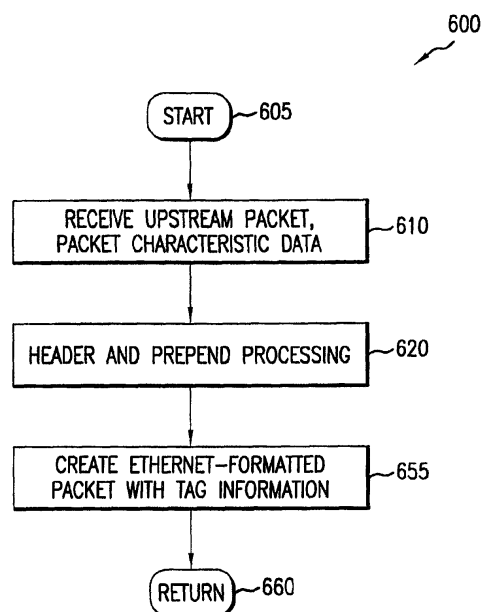 600
START 605
RECEIVE UPSTREAM PACKET,
PACKET CHARACTERISTIC DATA 610
HEADER AND PREPEND PROCESSING 620
CREATE ETHERNET-FORMATTED
PACKET WITH TAG INFORMATION 655
RETURN 660